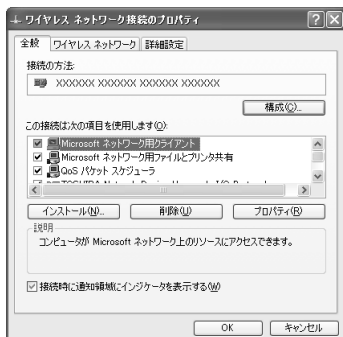 ワイヤレス ネットワーク接続のプロパティ
全般 ワイヤレス ネットワーク 詳細設定
接続の方法:
XXXXXX XXXXXX XXXXXX XXXXXX
構成(C)...
この接続は次の項目を使用します(O):
Microsoft ネットワーク用クライアント
Microsoft ネットワーク用ファイルとプリンタ共有
QoS パケット スケジューラ
インストール(N)... 削除(U) プロパティ(R)
説明
コンピュータが Microsoft ネットワーク上のリソースにアクセスできます。
接続時に通知領域にインジケータを表示する(W)
OK キャンセル